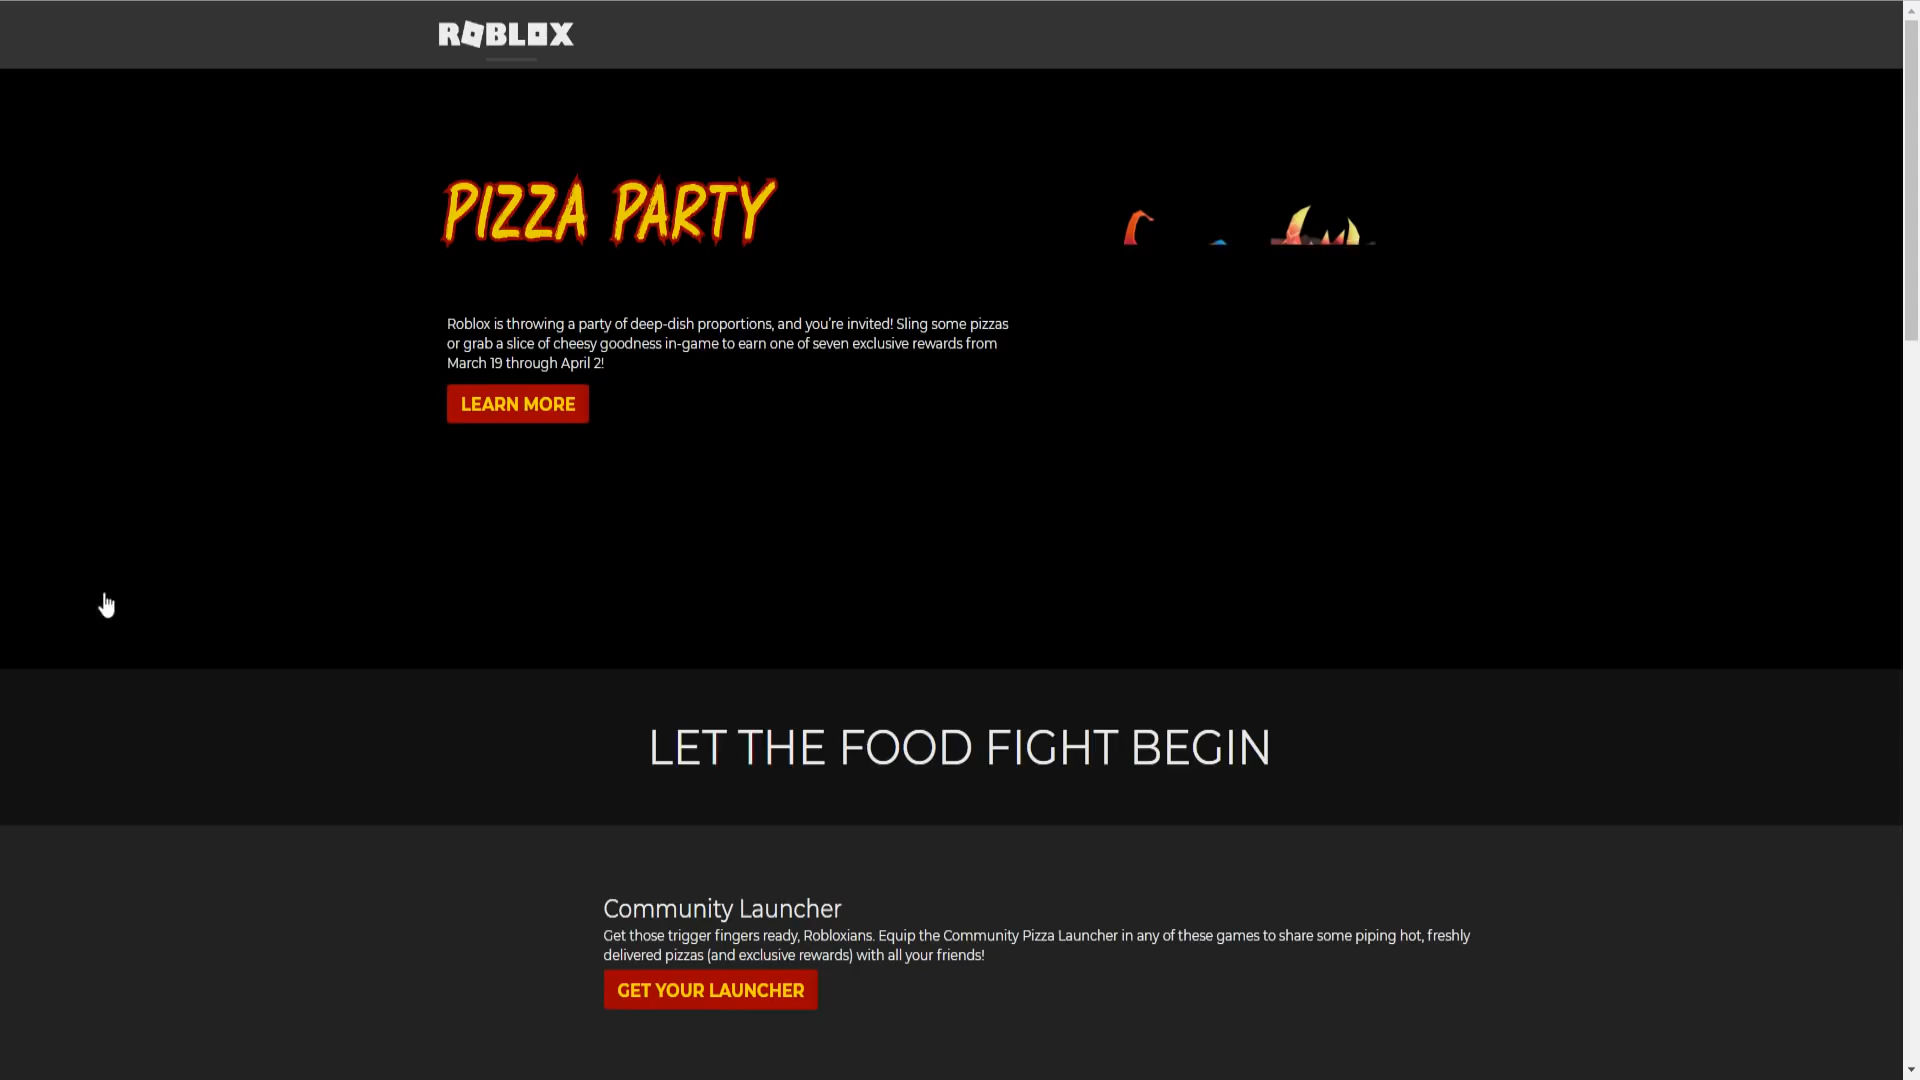 ROBLOX
PIZZA PARTY
Roblox is throwing a party of deep-dish proportions, and you're invited! Sling some pizzas
or grab a slice of cheesy goodness in-game to earn one of seven exclusive rewards from
March 19 through April 2!
LEARN MORE
LET THE FOOD FIGHT BEGIN
Community Launcher
Get those trigger fingers ready, Robloxians. Equip the Community Pizza Launcher in any of these games to share some piping hot, freshly
delivered pizzas (and exclusive rewards) with all your friends!
GET YOUR LAUNCHER